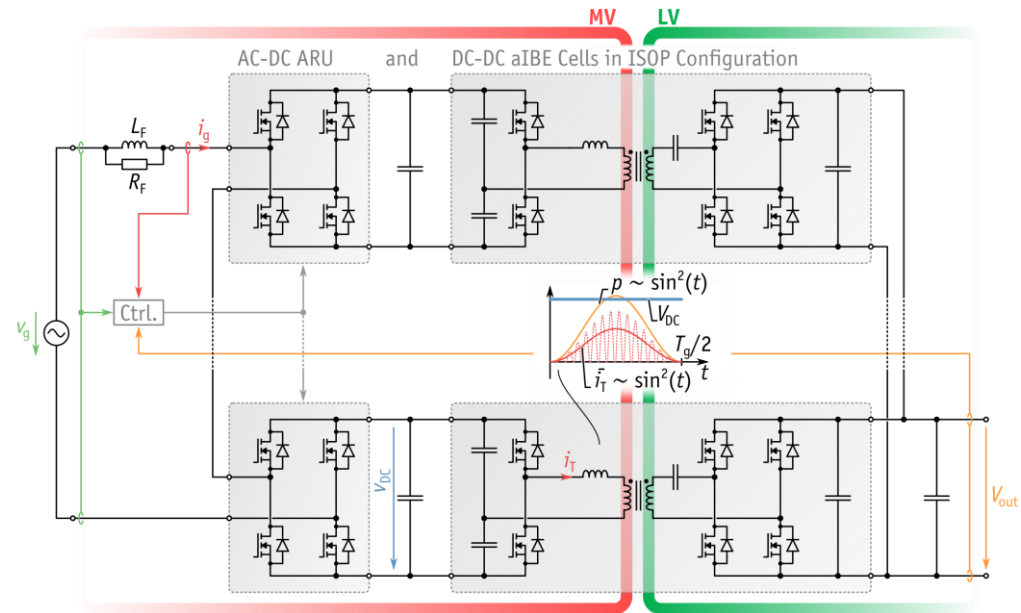 MV LV
AC-DC ARU and DC-DC aIBE Cells in ISOP Configuration
L_F
i_g
R_F
p ~ sin²(t)
V_DC
Ctrl.
v_g
T_g/2
t
ī_T ~ sin²(t)
v_DC
i_T
V_out